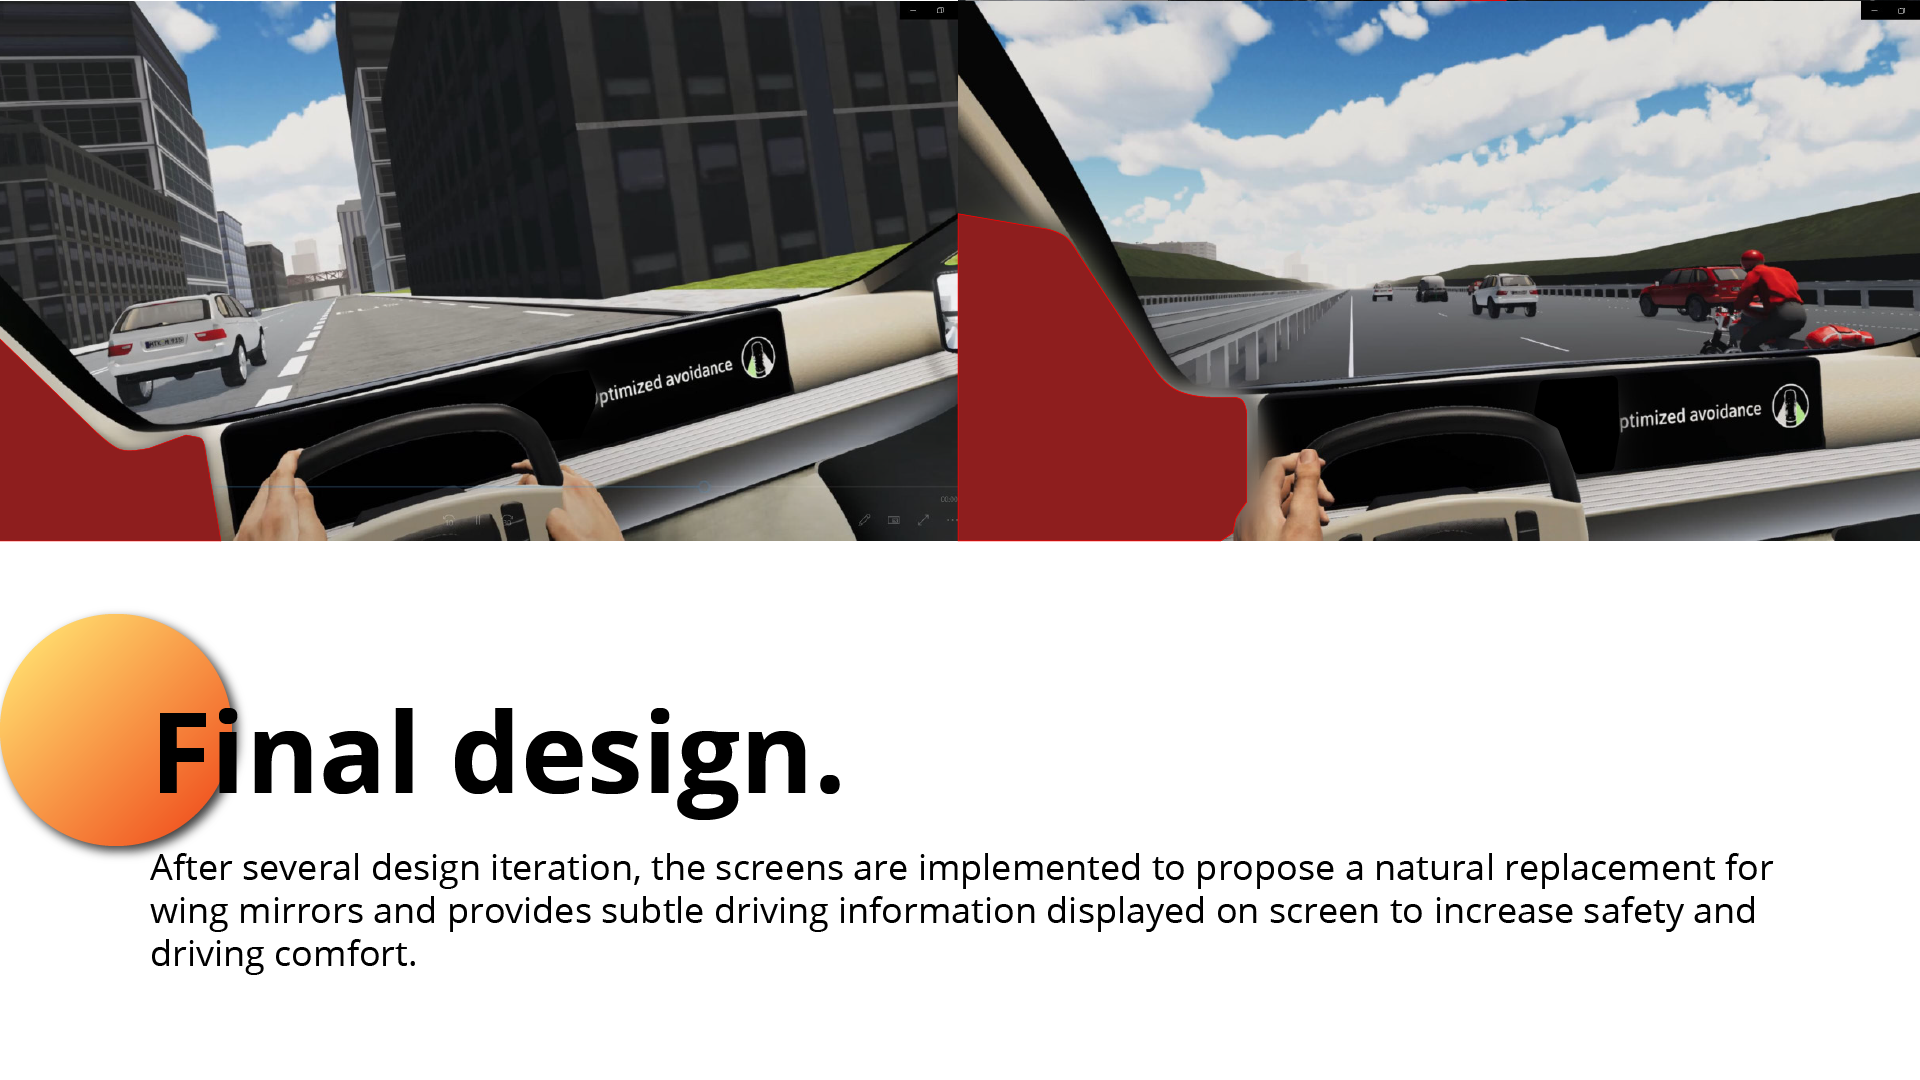 ptimized avoidance
ptimized avoidance
Final design.
After several design iteration, the screens are implemented to propose a natural replacement for
wing mirrors and provides subtle driving information displayed on screen to increase safety and
driving comfort.